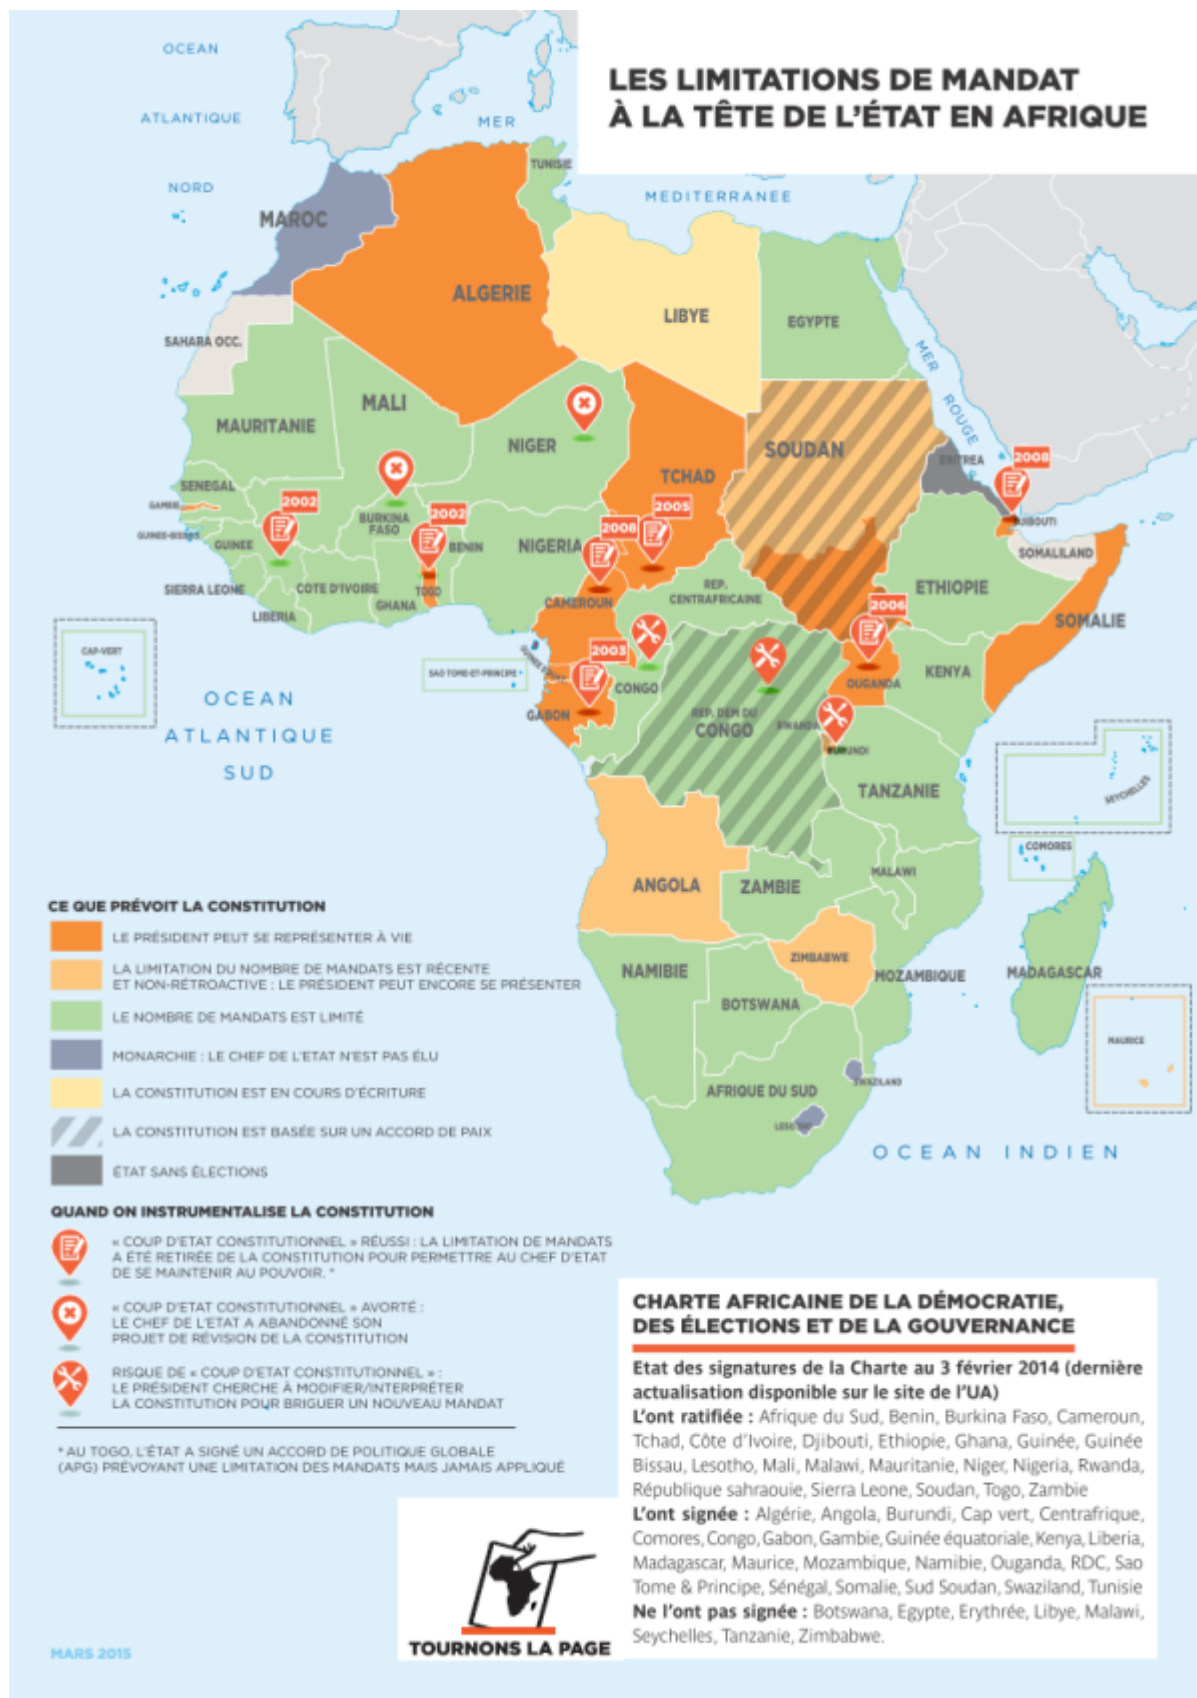 LES LIMITATIONS DE MANDAT
À LA TÊTE DE L'ÉTAT EN AFRIQUE
OCEAN
ATLANTIQUE
NORD
MER
MEDITERRANEE
TUNISIE
MAROC
ALGERIE
LIBYE
EGYPTE
SAHARA OCC.
MER
ROUGE
MALI
MAURITANIE
NIGER
SOUDAN
TCHAD
ERITREA
2008
SENEGAL
GAMBIE
2002
2002
2005
DJIBOUTI
BURKINA
FASO
GUINEE-BISSAU
GUINEE
BENIN
NIGERIA
2008
SOMALILAND
SIERRA LEONE
COTE D'IVOIRE
TOGO
GHANA
LIBERIA
CAMEROUN
REP.
CENTRAFRICAINE
ETHIOPIE
2006
SOMALIE
CAP-VERT
SAO TOME-ET-PRINCIPE
2003
CONGO
GABON
OUGANDA
KENYA
OCEAN
ATLANTIQUE
SUD
REP. DEM DU
CONGO
RWANDA
BURUNDI
TANZANIE
SEYCHELLES
COMORES
ANGOLA
ZAMBIE
MALAWI
NAMIBIE
ZIMBABWE
MOZAMBIQUE
MADAGASCAR
BOTSWANA
MAURICE
AFRIQUE DU SUD
SWAZILAND
LESOTHO
OCEAN INDIEN
CE QUE PRÉVOIT LA CONSTITUTION
LE PRÉSIDENT PEUT SE REPRÉSENTER À VIE
LA LIMITATION DU NOMBRE DE MANDATS EST RÉCENTE
ET NON-RÉTROACTIVE : LE PRÉSIDENT PEUT ENCORE SE PRÉSENTER
LE NOMBRE DE MANDATS EST LIMITÉ
MONARCHIE : LE CHEF DE L'ETAT N'EST PAS ÉLU
LA CONSTITUTION EST EN COURS D'ÉCRITURE
LA CONSTITUTION EST BASÉE SUR UN ACCORD DE PAIX
ÉTAT SANS ÉLECTIONS
QUAND ON INSTRUMENTALISE LA CONSTITUTION
« COUP D'ETAT CONSTITUTIONNEL » RÉUSSI : LA LIMITATION DE MANDATS
A ÉTÉ RETIRÉE DE LA CONSTITUTION POUR PERMETTRE AU CHEF D'ETAT
DE SE MAINTENIR AU POUVOIR. *
« COUP D'ETAT CONSTITUTIONNEL » AVORTÉ :
LE CHEF DE L'ETAT A ABANDONNÉ SON
PROJET DE RÉVISION DE LA CONSTITUTION
RISQUE DE « COUP D'ETAT CONSTITUTIONNEL » :
LE PRÉSIDENT CHERCHE À MODIFIER/INTERPRÉTER
LA CONSTITUTION POUR BRIGUER UN NOUVEAU MANDAT
* AU TOGO, L'ÉTAT A SIGNÉ UN ACCORD DE POLITIQUE GLOBALE
(APG) PRÉVOYANT UNE LIMITATION DES MANDATS MAIS JAMAIS APPLIQUÉ
CHARTE AFRICAINE DE LA DÉMOCRATIE,
DES ÉLECTIONS ET DE LA GOUVERNANCE
Etat des signatures de la Charte au 3 février 2014 (dernière
actualisation disponible sur le site de l'UA)
L'ont ratifiée : Afrique du Sud, Benin, Burkina Faso, Cameroun,
Tchad, Côte d'Ivoire, Djibouti, Ethiopie, Ghana, Guinée, Guinée
Bissau, Lesotho, Mali, Malawi, Mauritanie, Niger, Nigeria, Rwanda,
République sahraouie, Sierra Leone, Soudan, Togo, Zambie
L'ont signée : Algérie, Angola, Burundi, Cap vert, Centrafrique,
Comores, Congo, Gabon, Gambie, Guinée équatoriale, Kenya, Liberia,
Madagascar, Maurice, Mozambique, Namibie, Ouganda, RDC, Sao
Tome & Principe, Sénégal, Somalie, Sud Soudan, Swaziland, Tunisie
Ne l'ont pas signée : Botswana, Egypte, Erythrée, Libye, Malawi,
Seychelles, Tanzanie, Zimbabwe.
TOURNONS LA PAGE
MARS 2015